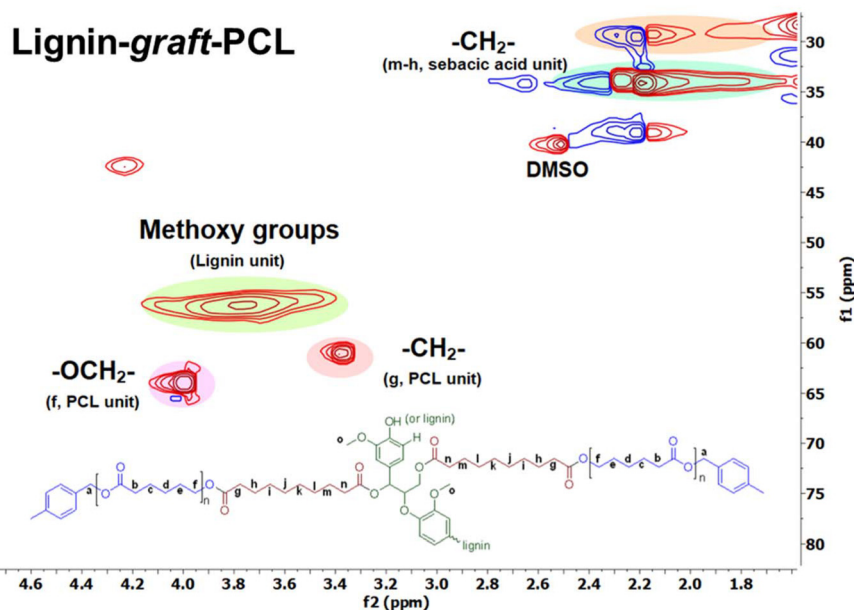 Lignin-graft-PCL
-CH2-
(m-h, sebacic acid unit)
DMSO
Methoxy groups
(Lignin unit)
-CH2-
(g, PCL unit)
-OCH2-
(f, PCL unit)
30
35
40
45
50
55
60
65
70
75
80
f1 (ppm)
OH (or lignin)
o
O
H
O
n
l
j
h
O
a
O
f
d
b
O
m
k
i
g
O
e
c
O
n
O
b
d
f
O
h
j
l
n
O
O
a
O
c
e
n
O
g
i
k
m
O
O
O
o
lignin
4.6
4.4
4.2
4.0
3.8
3.6
3.4
3.2
3.0
2.8
2.6
2.4
2.2
2.0
1.8
f2 (ppm)